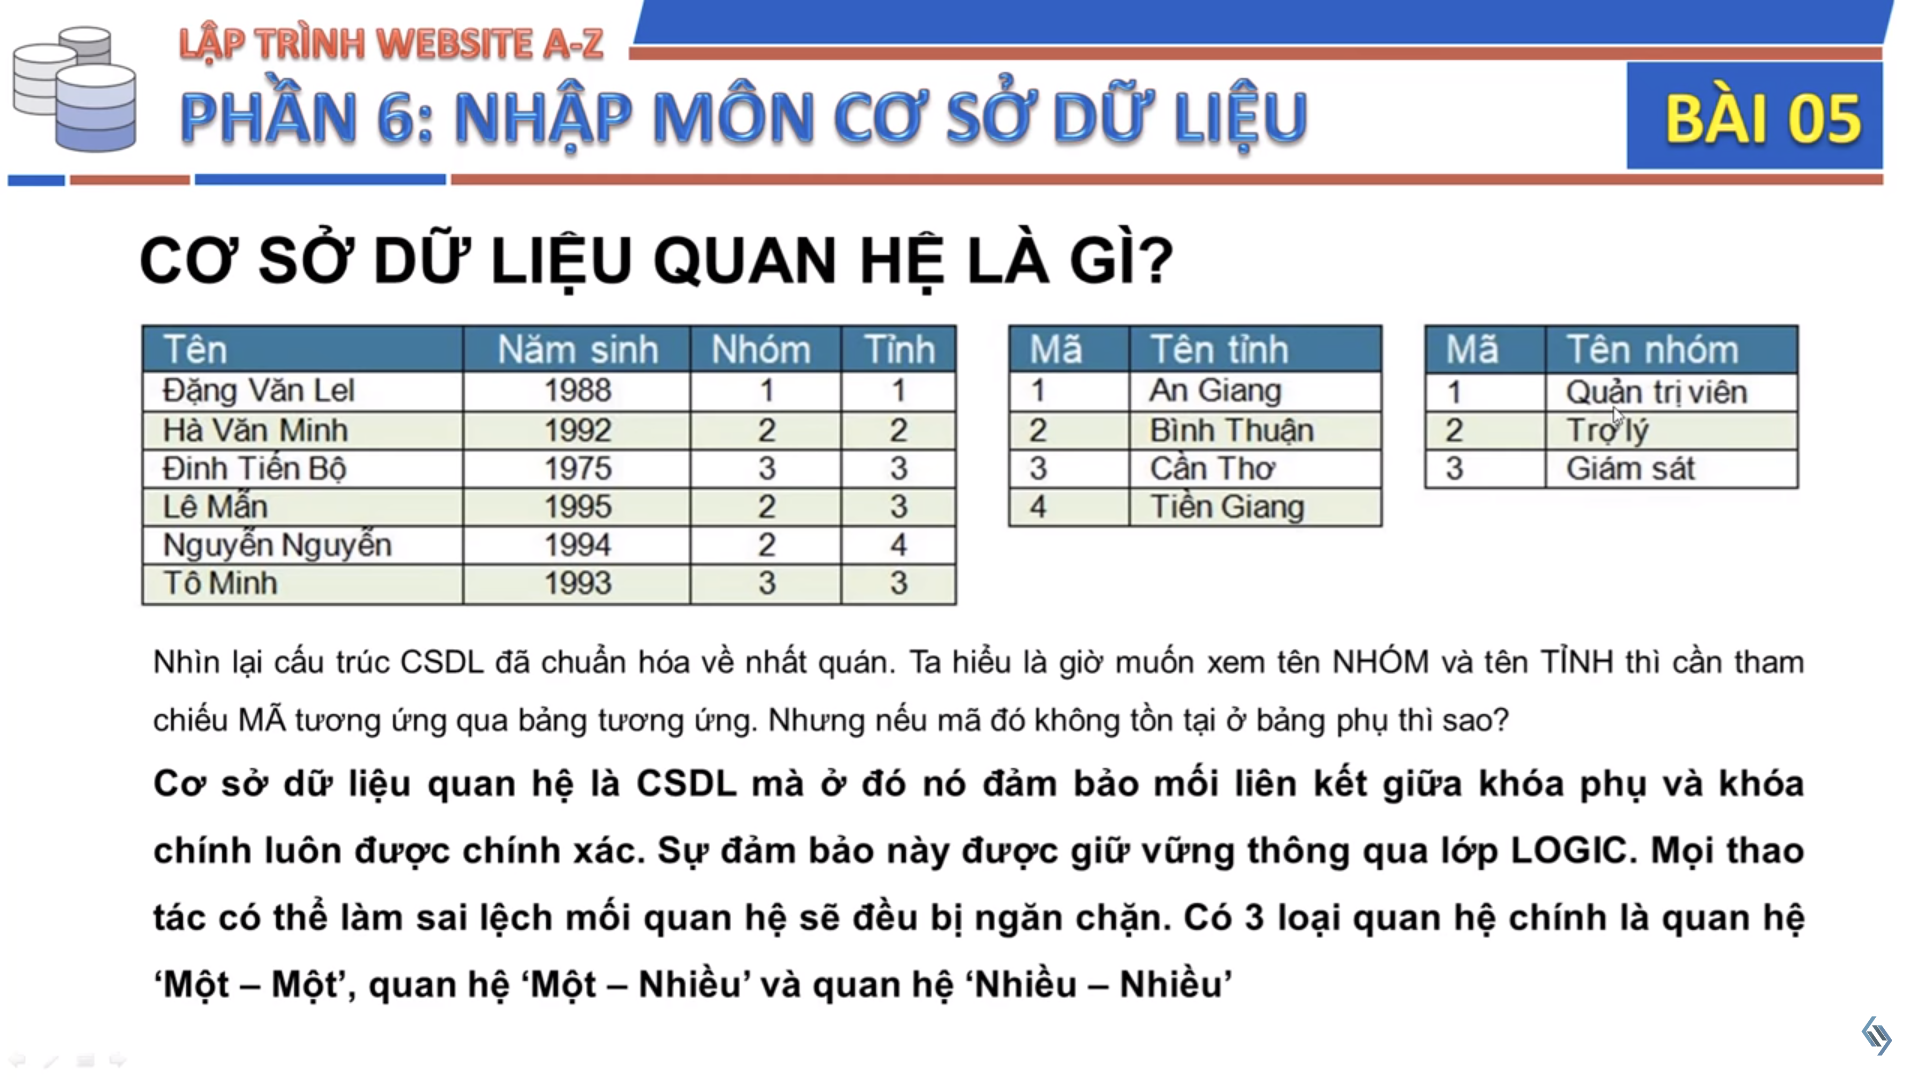 LẬP TRÌNH WEBSITE A-Z
PHẦN 6: NHẬP MÔN CƠ SỞ DỮ LIỆU
BÀI 05
CƠ SỞ DỮ LIỆU QUAN HỆ LÀ GÌ?
Tên Năm sinh Nhóm Tỉnh
Đặng Văn Lel 1988 1 1
Hà Văn Minh 1992 2 2
Đinh Tiến Bộ 1975 3 3
Lê Mẫn 1995 2 3
Nguyễn Nguyễn 1994 2 4
Tô Minh 1993 3 3
Mã Tên tỉnh
1 An Giang
2 Bình Thuận
3 Cần Thơ
4 Tiền Giang
Mã Tên nhóm
1 Quản trị viên
2 Trợ lý
3 Giám sát
Nhìn lại cấu trúc CSDL đã chuẩn hóa về nhất quán. Ta hiểu là giờ muốn xem tên NHÓM và tên TỈNH thì cần tham
chiếu MÃ tương ứng qua bảng tương ứng. Nhưng nếu mã đó không tồn tại ở bảng phụ thì sao?
Cơ sở dữ liệu quan hệ là CSDL mà ở đó nó đảm bảo mối liên kết giữa khóa phụ và khóa
chính luôn được chính xác. Sự đảm bảo này được giữ vững thông qua lớp LOGIC. Mọi thao
tác có thể làm sai lệch mối quan hệ sẽ đều bị ngăn chặn. Có 3 loại quan hệ chính là quan hệ
‘Một – Một’, quan hệ ‘Một – Nhiều’ và quan hệ ‘Nhiều – Nhiều’